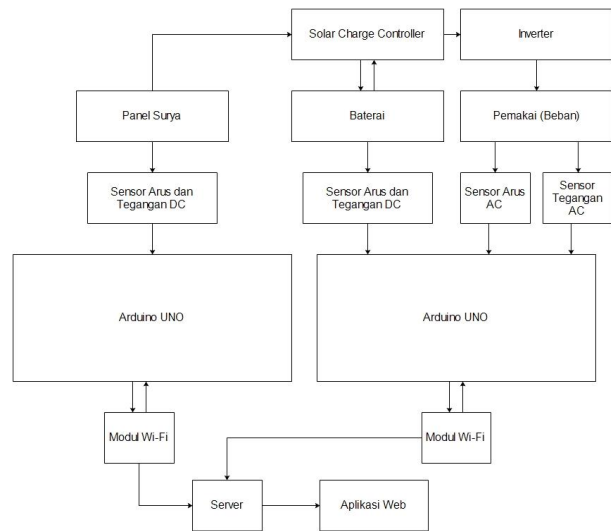 Solar Charge Controller
Inverter
Panel Surya
Baterai
Pemakai (Beban)
Sensor Arus dan
Tegangan DC
Sensor Arus dan
Tegangan DC
Sensor Arus
AC
Sensor
Tegangan
AC
Arduino UNO
Arduino UNO
Modul Wi-Fi
Modul Wi-Fi
Server
Aplikasi Web